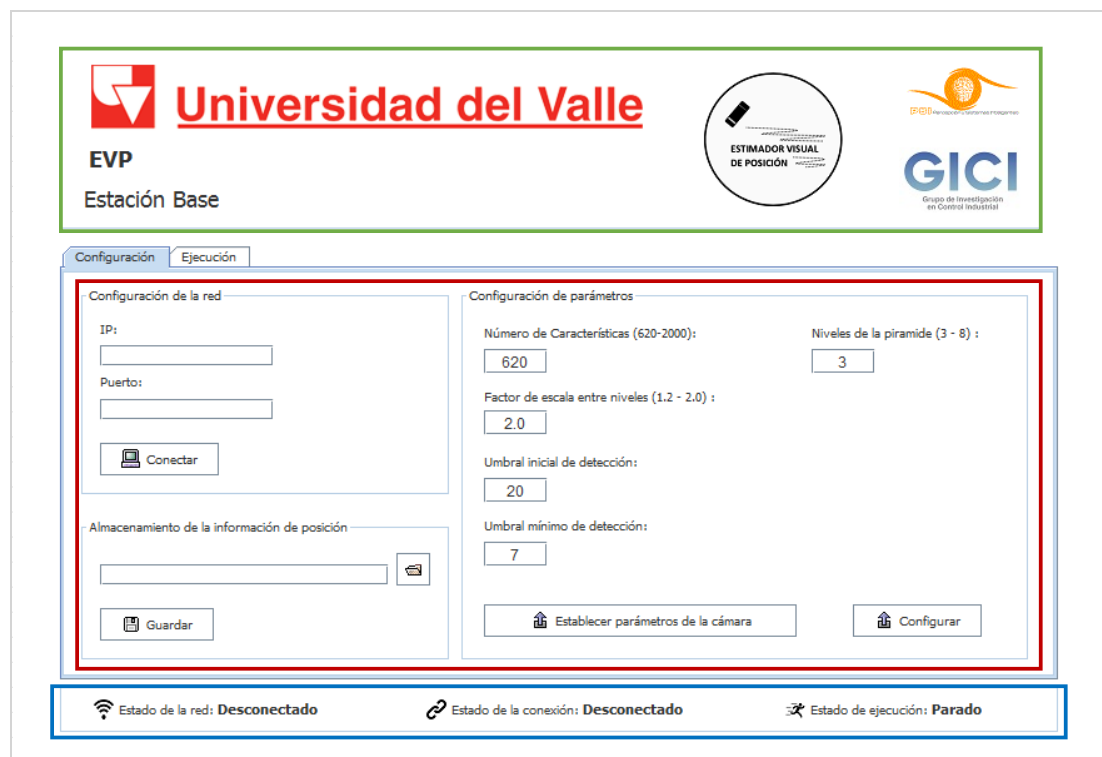 Universidad del Valle
EVP
Estación Base
ESTIMADOR VISUAL
DE POSICIÓN
PSI Percepción y Sistemas Inteligentes
GICI
Grupo de Investigación
en Control Industrial
Configuración
Ejecución
Configuración de la red
IP:
Puerto:
Conectar
Almacenamiento de la información de posición
Guardar
Configuración de parámetros
Número de Características (620-2000):
620
Niveles de la piramide (3 - 8) :
3
Factor de escala entre niveles (1.2 - 2.0) :
2.0
Umbral inicial de detección:
20
Umbral mínimo de detección:
7
Establecer parámetros de la cámara
Configurar
Estado de la red: Desconectado
Estado de la conexión: Desconectado
Estado de ejecución: Parado